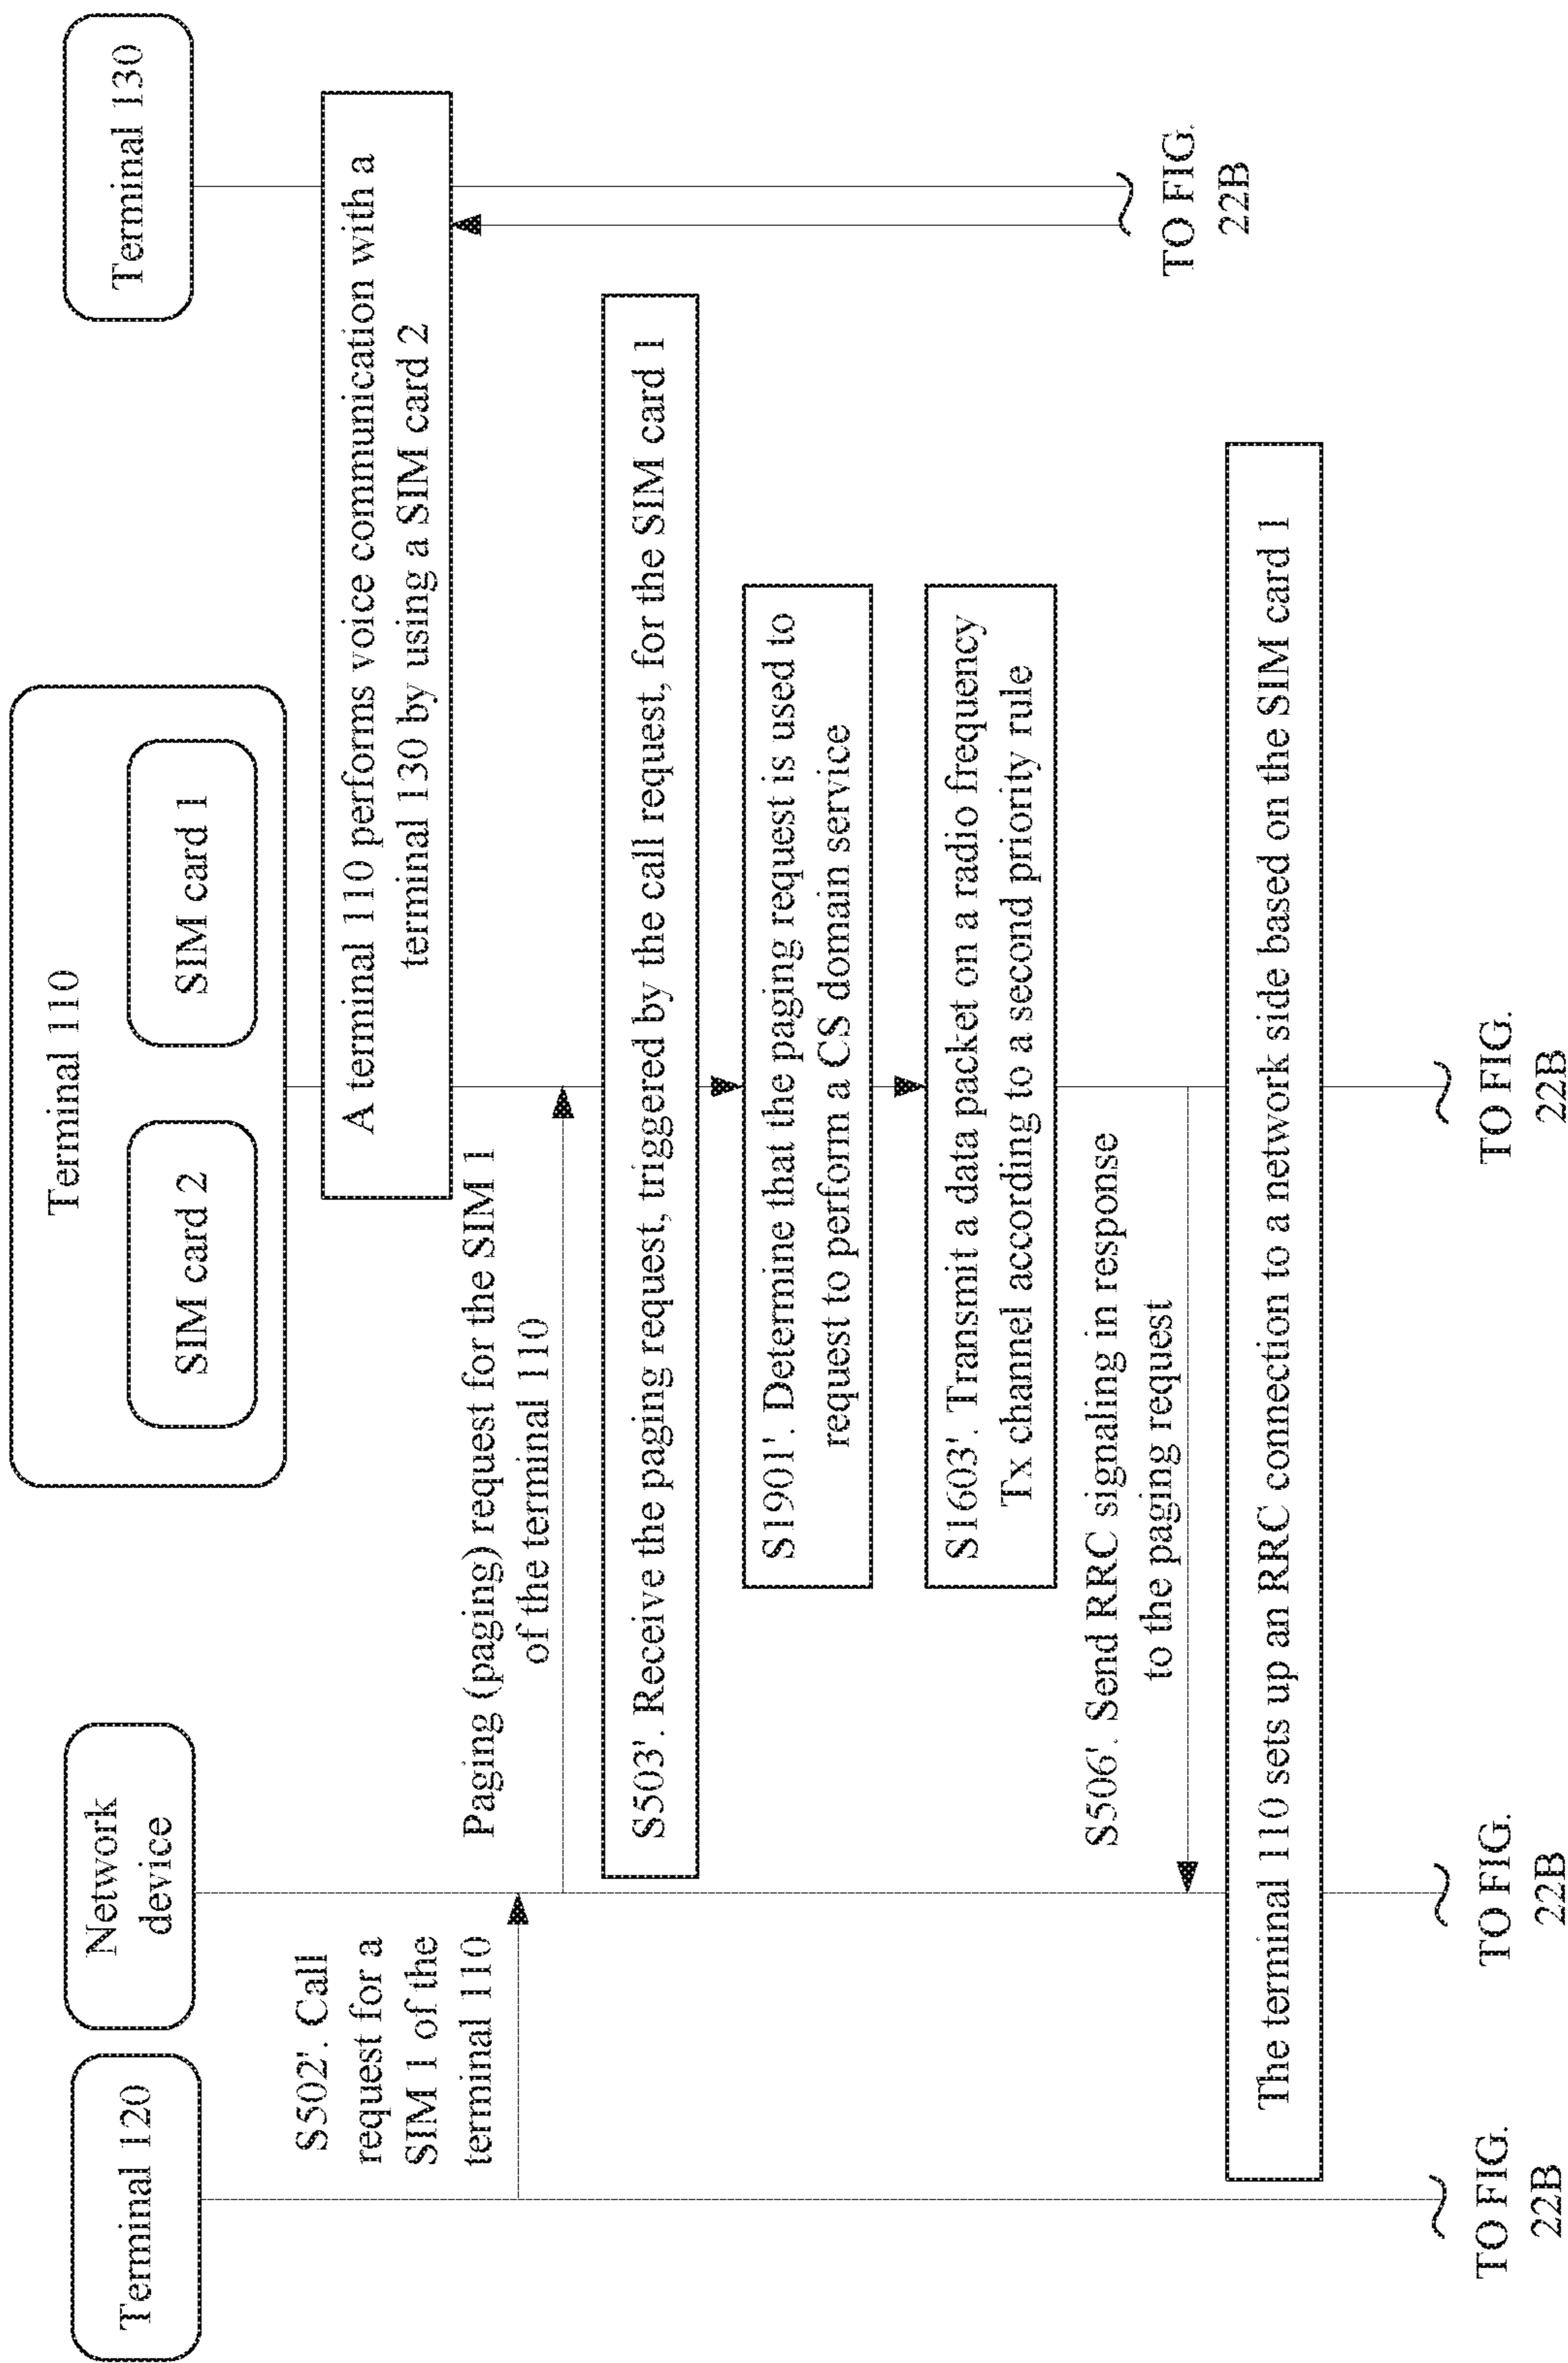 Terminal 120
Network
device
Terminal 110
SIM card 2
SIM card 1
Terminal 130
A terminal 110 performs voice communication with a
terminal 130 by using a SIM card 2
S502'. Call
request for a
SIM 1 of the
terminal 110
Paging (paging) request for the SIM 1
of the terminal 110
S503'. Receive the paging request, triggered by the call request, for the SIM card 1
S1901'. Determine that the paging request is used to
request to perform a CS domain service
S1603'. Transmit a data packet on a radio frequency
Tx channel according to a second priority rule
S506'. Send RRC signaling in response
to the paging request
The terminal 110 sets up an RRC connection to a network side based on the SIM card 1
TO FIG.
22B
TO FIG.
22B
TO FIG.
22B
TO FIG.
22B